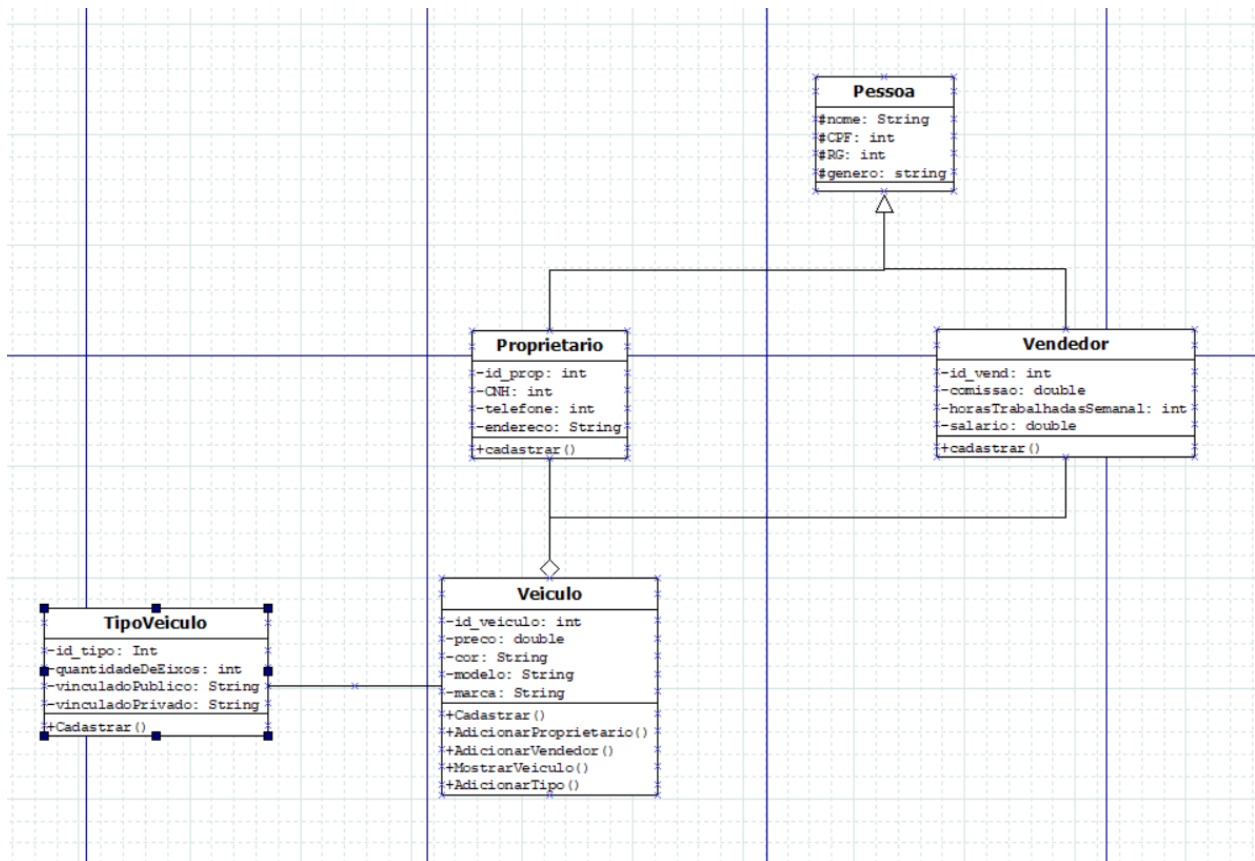 Pessoa
#nome: String
#CPF: int
#RG: int
#genero: string
Proprietario
-id_prop: int
-CNH: int
-telefone: int
-endereco: String
+cadastrar()
Vendedor
-id_vend: int
-comissao: double
-horasTrabalhadasSemanal: int
-salario: double
+cadastrar()
TipoVeiculo
-id_tipo: Int
-quantidadeDeEixos: int
-vinculadoPublico: String
-vinculadoPrivado: String
+Cadastrar()
Veiculo
-id_veiculo: int
-preco: double
-cor: String
-modelo: String
-marca: String
+Cadastrar()
+AdicionarProprietario()
+AdicionarVendedor()
+MostrarVeiculo()
+AdicionarTipo()